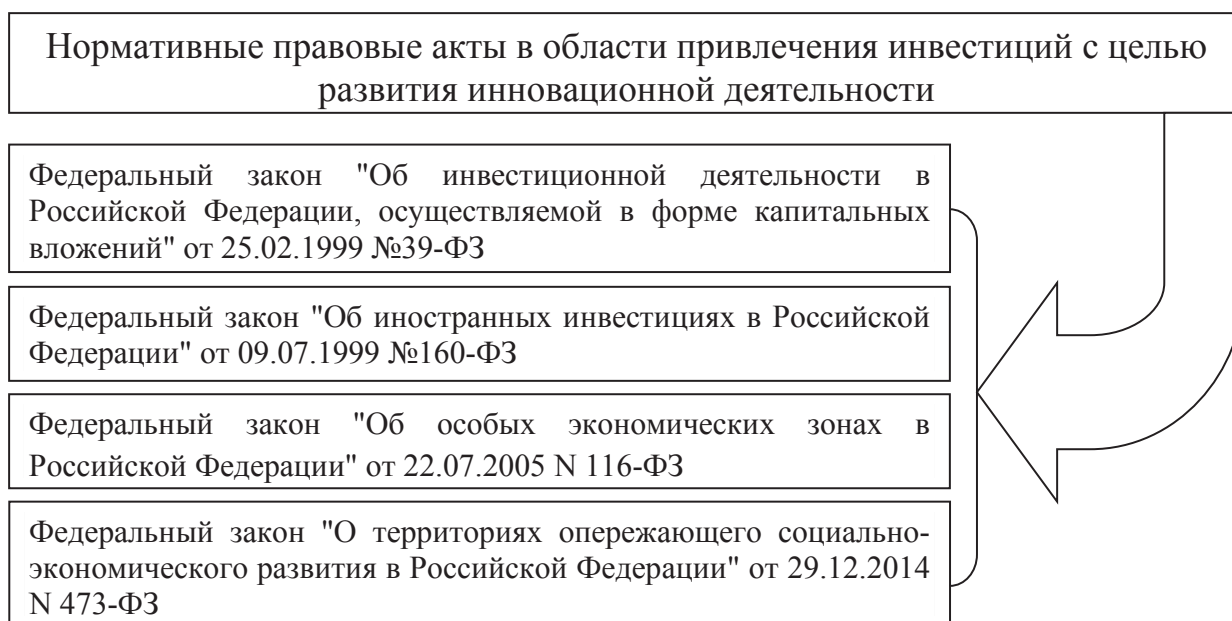 Нормативные правовые акты в области привлечения инвестиций с целью
развития инновационной деятельности
Федеральный закон "Об инвестиционной деятельности в
Российской Федерации, осуществляемой в форме капитальных
вложений" от 25.02.1999 №39-ФЗ
Федеральный закон "Об иностранных инвестициях в Российской
Федерации" от 09.07.1999 №160-ФЗ
Федеральный закон "Об особых экономических зонах в
Российской Федерации" от 22.07.2005 N 116-ФЗ
Федеральный закон "О территориях опережающего социально-
экономического развития в Российской Федерации" от 29.12.2014
N 473-ФЗ